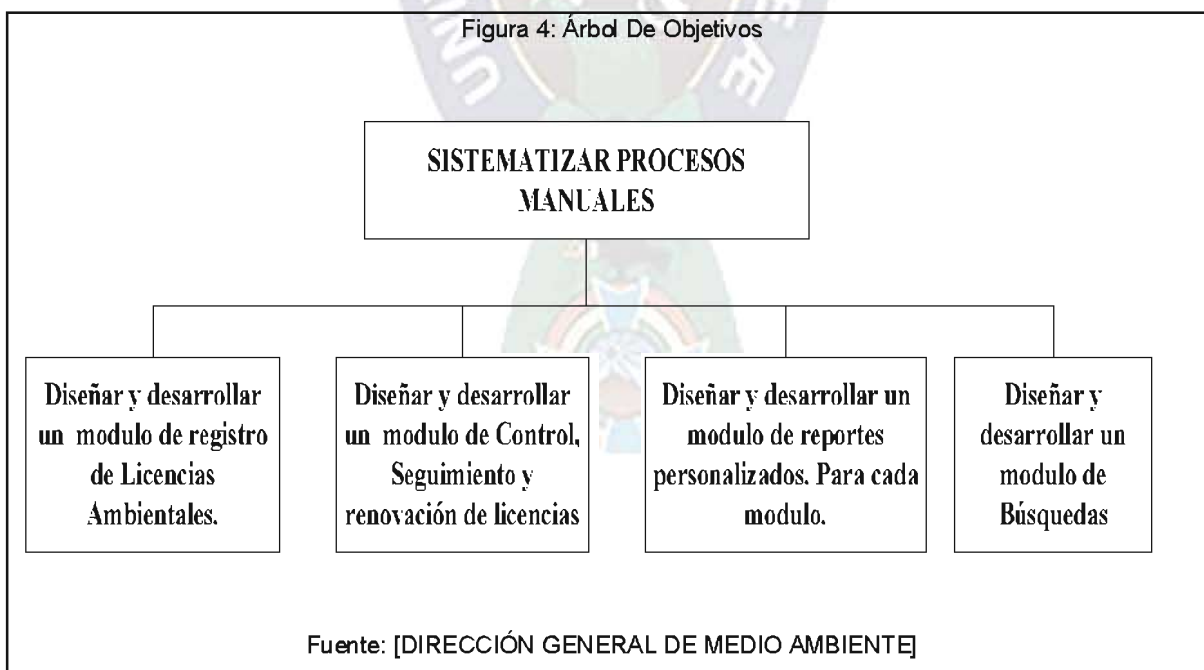 Figura 4: Árbol De Objetivos
SISTEMATIZAR PROCESOS
MANUALES
Diseñar y desarrollar
un modulo de registro
de Licencias
Ambientales.
Diseñar y desarrollar
un modulo de Control,
Seguimiento y
renovación de licencias
Diseñar y desarrollar un
modulo de reportes
personalizados. Para cada
modulo.
Diseñar y
desarrollar un
modulo de
Búsquedas
Fuente: [DIRECCIÓN GENERAL DE MEDIO AMBIENTE]